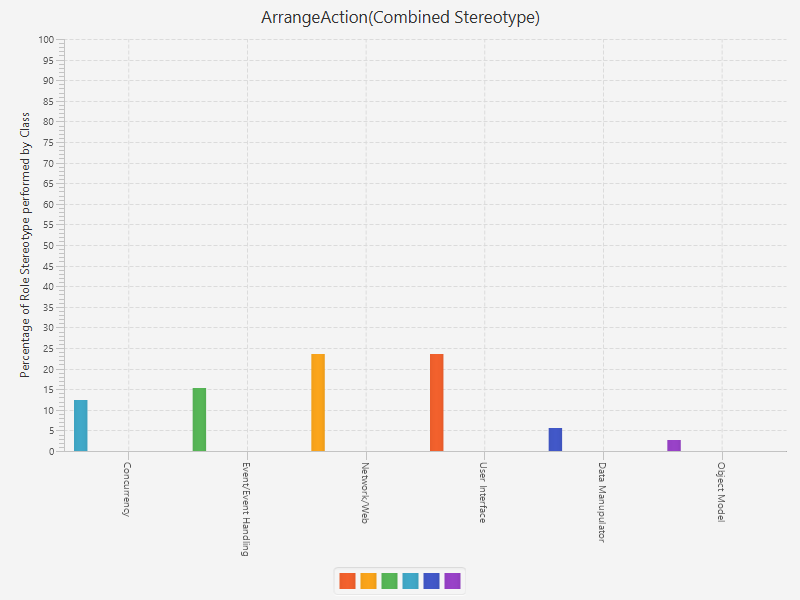 ArrangeAction(Combined Stereotype)
Percentage of Role Stereotype performed by Class
100
95
90
85
80
75
70
65
60
55
50
45
40
35
30
25
20
15
10
5
0
Concurrency
Event/Event Handling
Network/Web
User Interface
Data Manupulator
Object Model